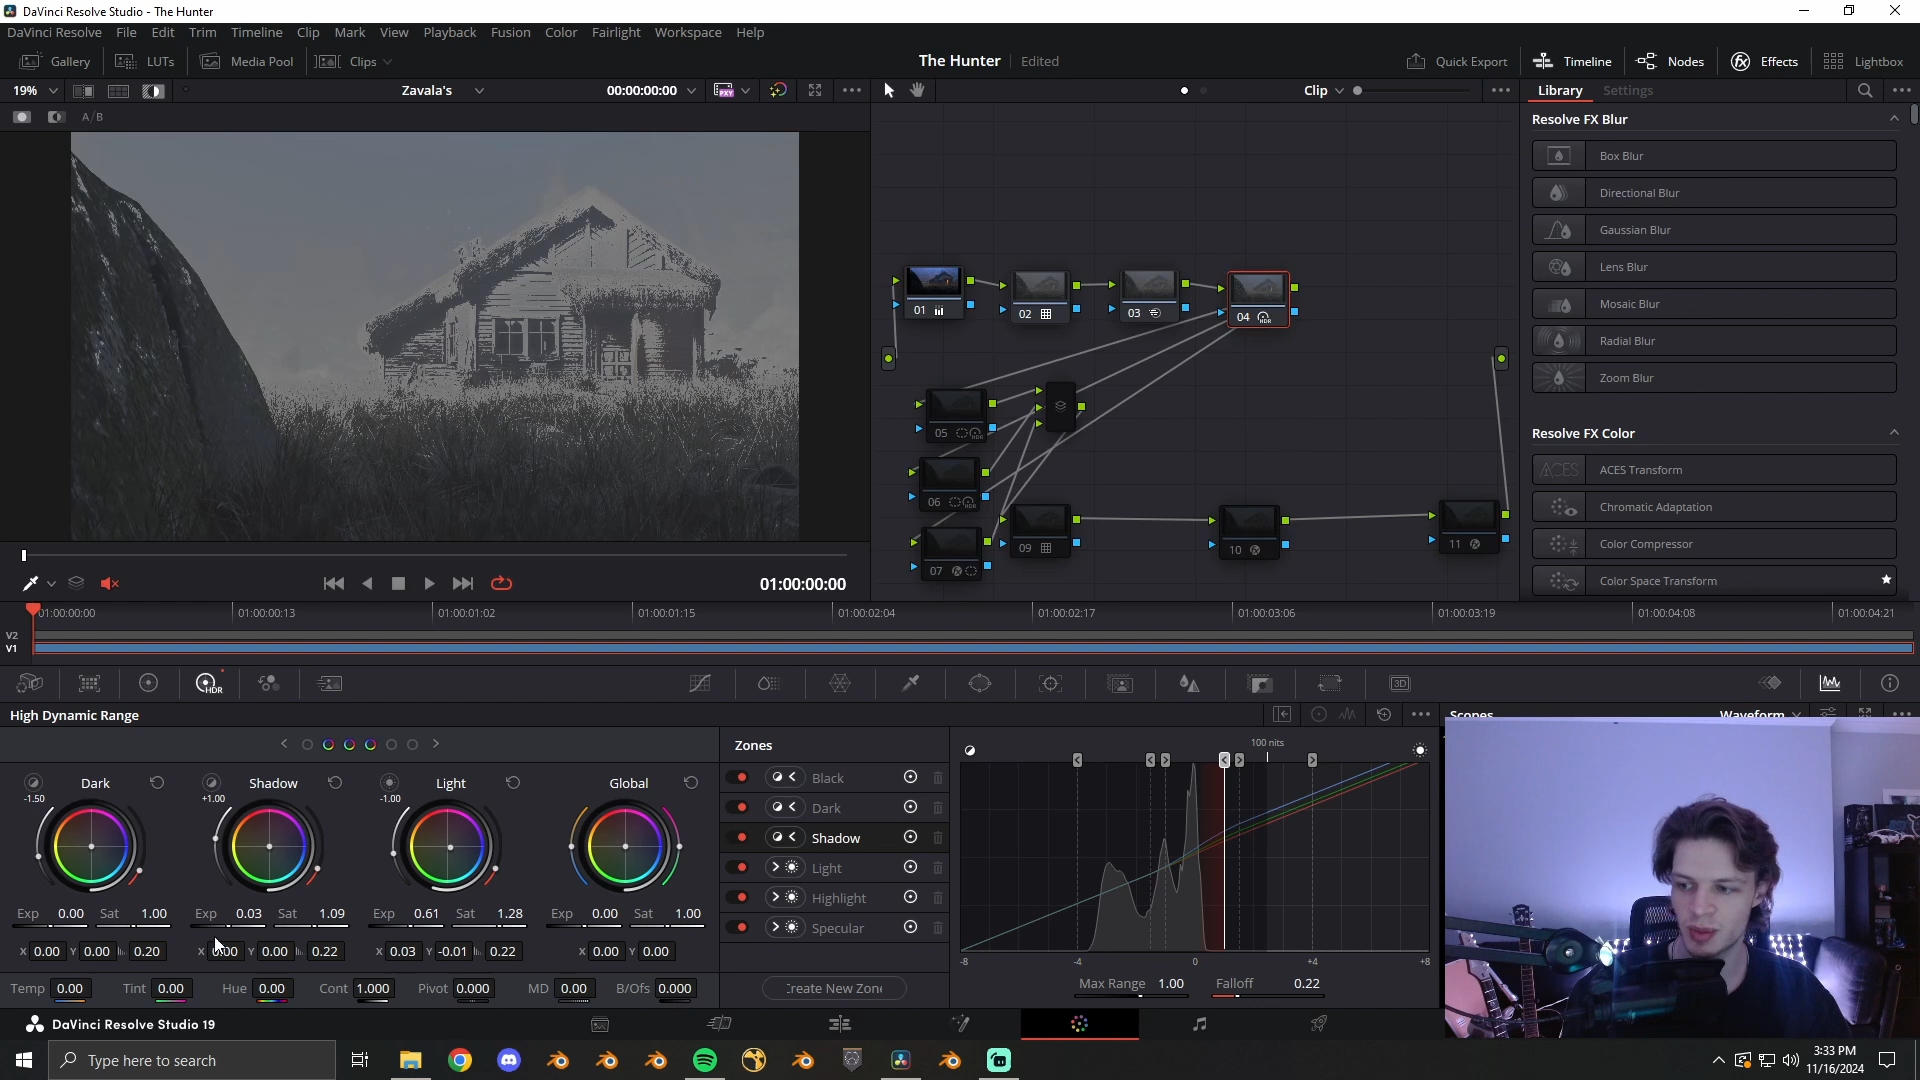 DaVinci Resolve Studio - The Hunter
DaVinci Resolve File Edit Trim Timeline Clip Mark View Playback Fusion Color Fairlight Workspace Help
Gallery LUTs Media Pool Clips The Hunter Edited Quick Export Timeline Nodes Effects Lightbox
19% Zavala's 00:00:00:00 PXY Clip Library Settings
A/B
Resolve FX Blur
Box Blur
Directional Blur
Gaussian Blur
Lens Blur
Mosaic Blur
Radial Blur
Zoom Blur
Resolve FX Color
ACES ACES Transform
Chromatic Adaptation
Color Compressor
Color Space Transform
01
02
03
04 HDR
05 HDR
06 HDR
07
09
10
11
01:00:00:00
01:00:00:00 01:00:00:13 01:00:01:02 01:00:01:15 01:00:02:04 01:00:02:17 01:00:03:06 01:00:03:19 01:00:04:08 01:00:04:21
V2
V1
HDR 3D
High Dynamic Range
Scopes Waveform
Zones
100 nits
Dark Shadow Light Global
-1.50 +1.00 -1.00
Black
Dark
Shadow
Light
Highlight
Specular
Exp 0.00 Sat 1.00 Exp 0.03 Sat 1.09 Exp 0.61 Sat 1.28 Exp 0.00 Sat 1.00
X 0.00 Y 0.00 0.20 X 0.00 Y 0.00 0.22 X 0.03 Y -0.01 0.22 X 0.00 Y 0.00
-8 -4 0 +4 +8
Temp 0.00 Tint 0.00 Hue 0.00 Cont 1.000 Pivot 0.000 MD 0.00 B/Ofs 0.000
Create New Zone
Max Range 1.00 Falloff 0.22
DaVinci Resolve Studio 19
Type here to search
3:33 PM
11/16/2024